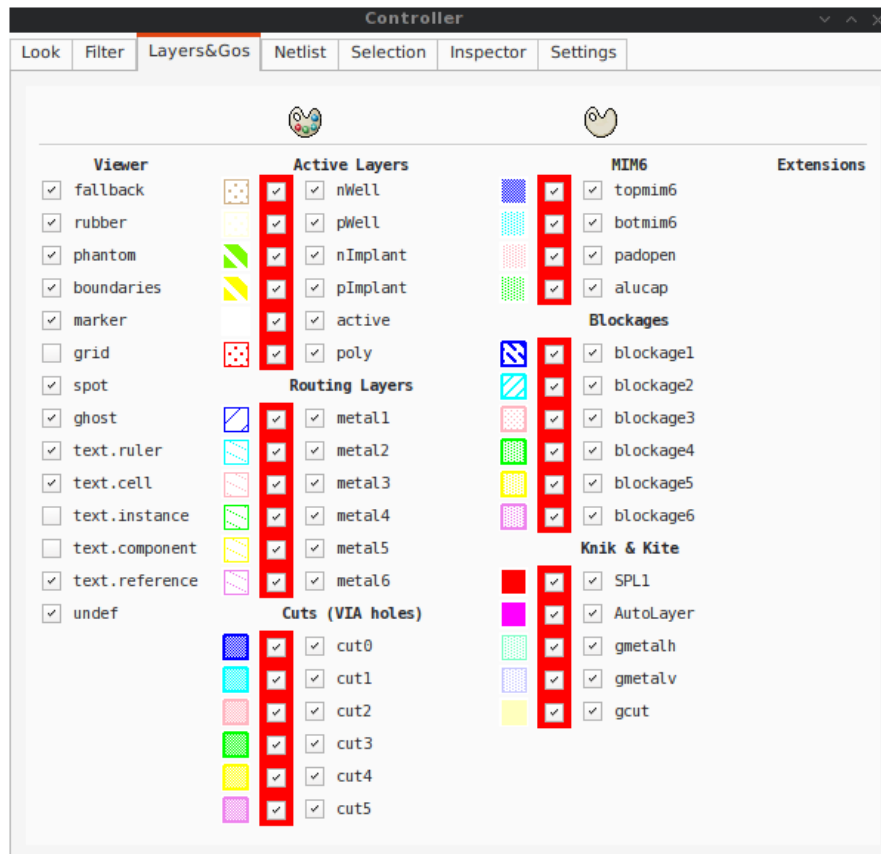 Controller
Look Filter Layers&Gos Netlist Selection Inspector Settings
Viewer Active Layers MIM6 Extensions
fallback nWell topmim6
rubber pWell botmim6
phantom nImplant padopen
boundaries pImplant alucap
marker active Blockages
grid poly blockage1
spot Routing Layers blockage2
ghost metal1 blockage3
text.ruler metal2 blockage4
text.cell metal3 blockage5
text.instance metal4 blockage6
text.component metal5 Knik & Kite
text.reference metal6 SPL1
undef Cuts (VIA holes) AutoLayer
cut0 gmetalh
cut1 gmetalv
cut2 gcut
cut3
cut4
cut5